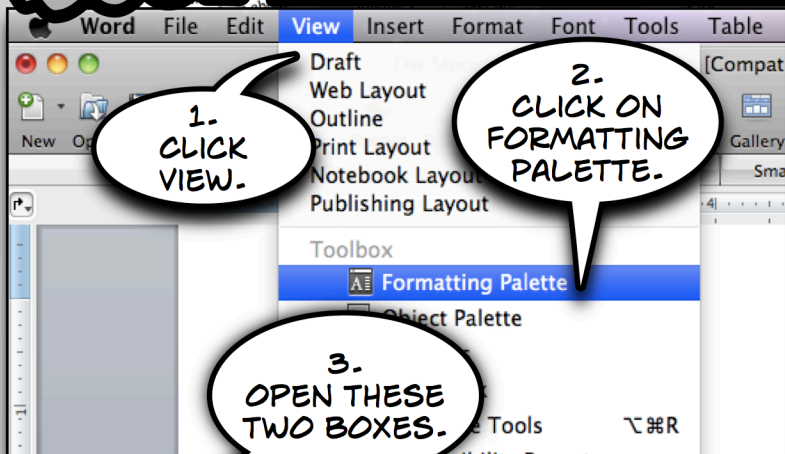 Word File Edit View Insert Format Font Tools Table
Draft
Web Layout
Outline
Print Layout
Notebook Layout
Publishing Layout
[Compat
New
Gallery
Sma
1.
CLICK
VIEW.
2.
CLICK ON
FORMATTING
PALETTE.
4
Toolbox
Formatting Palette
Object Palette
3.
OPEN THESE
TWO BOXES.
Tools ⌥⌘R
1